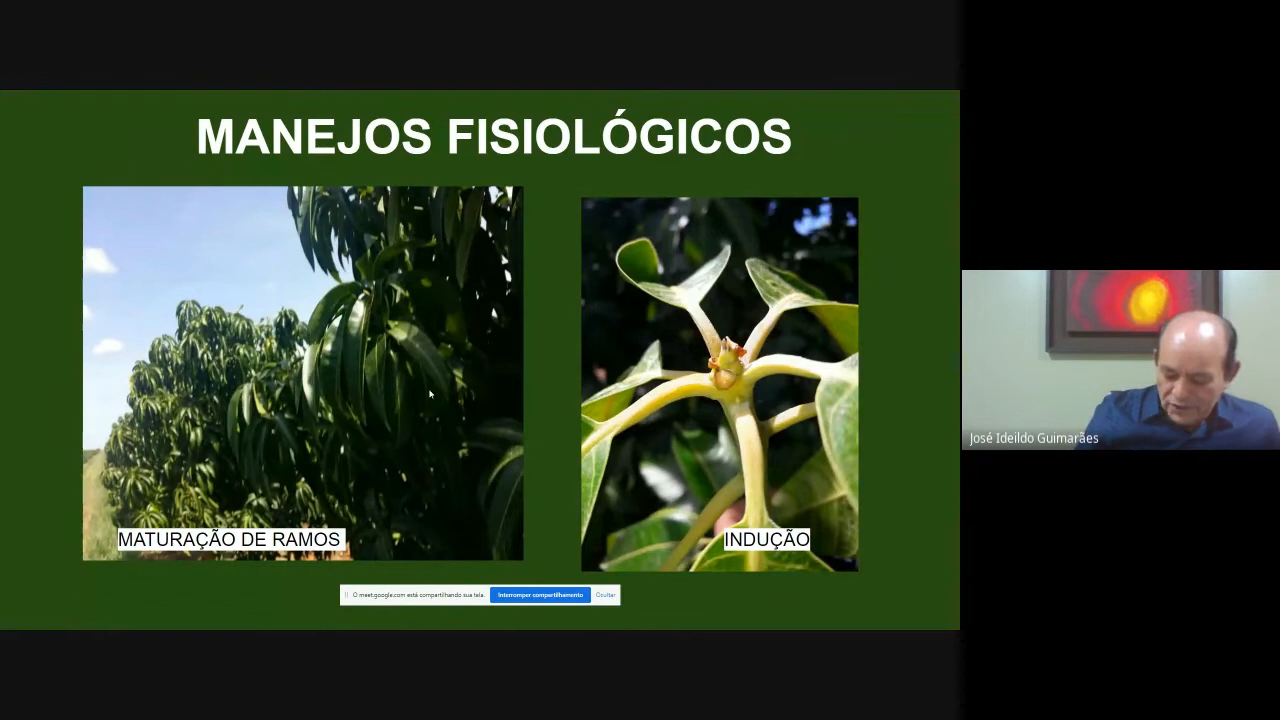 MANEJOS FISIOLÓGICOS
MATURAÇÃO DE RAMOS
INDUÇÃO
O meet.google.com está compartilhando sua tela.
Interromper compartilhamento
Ocultar
José Ideildo Guimarães